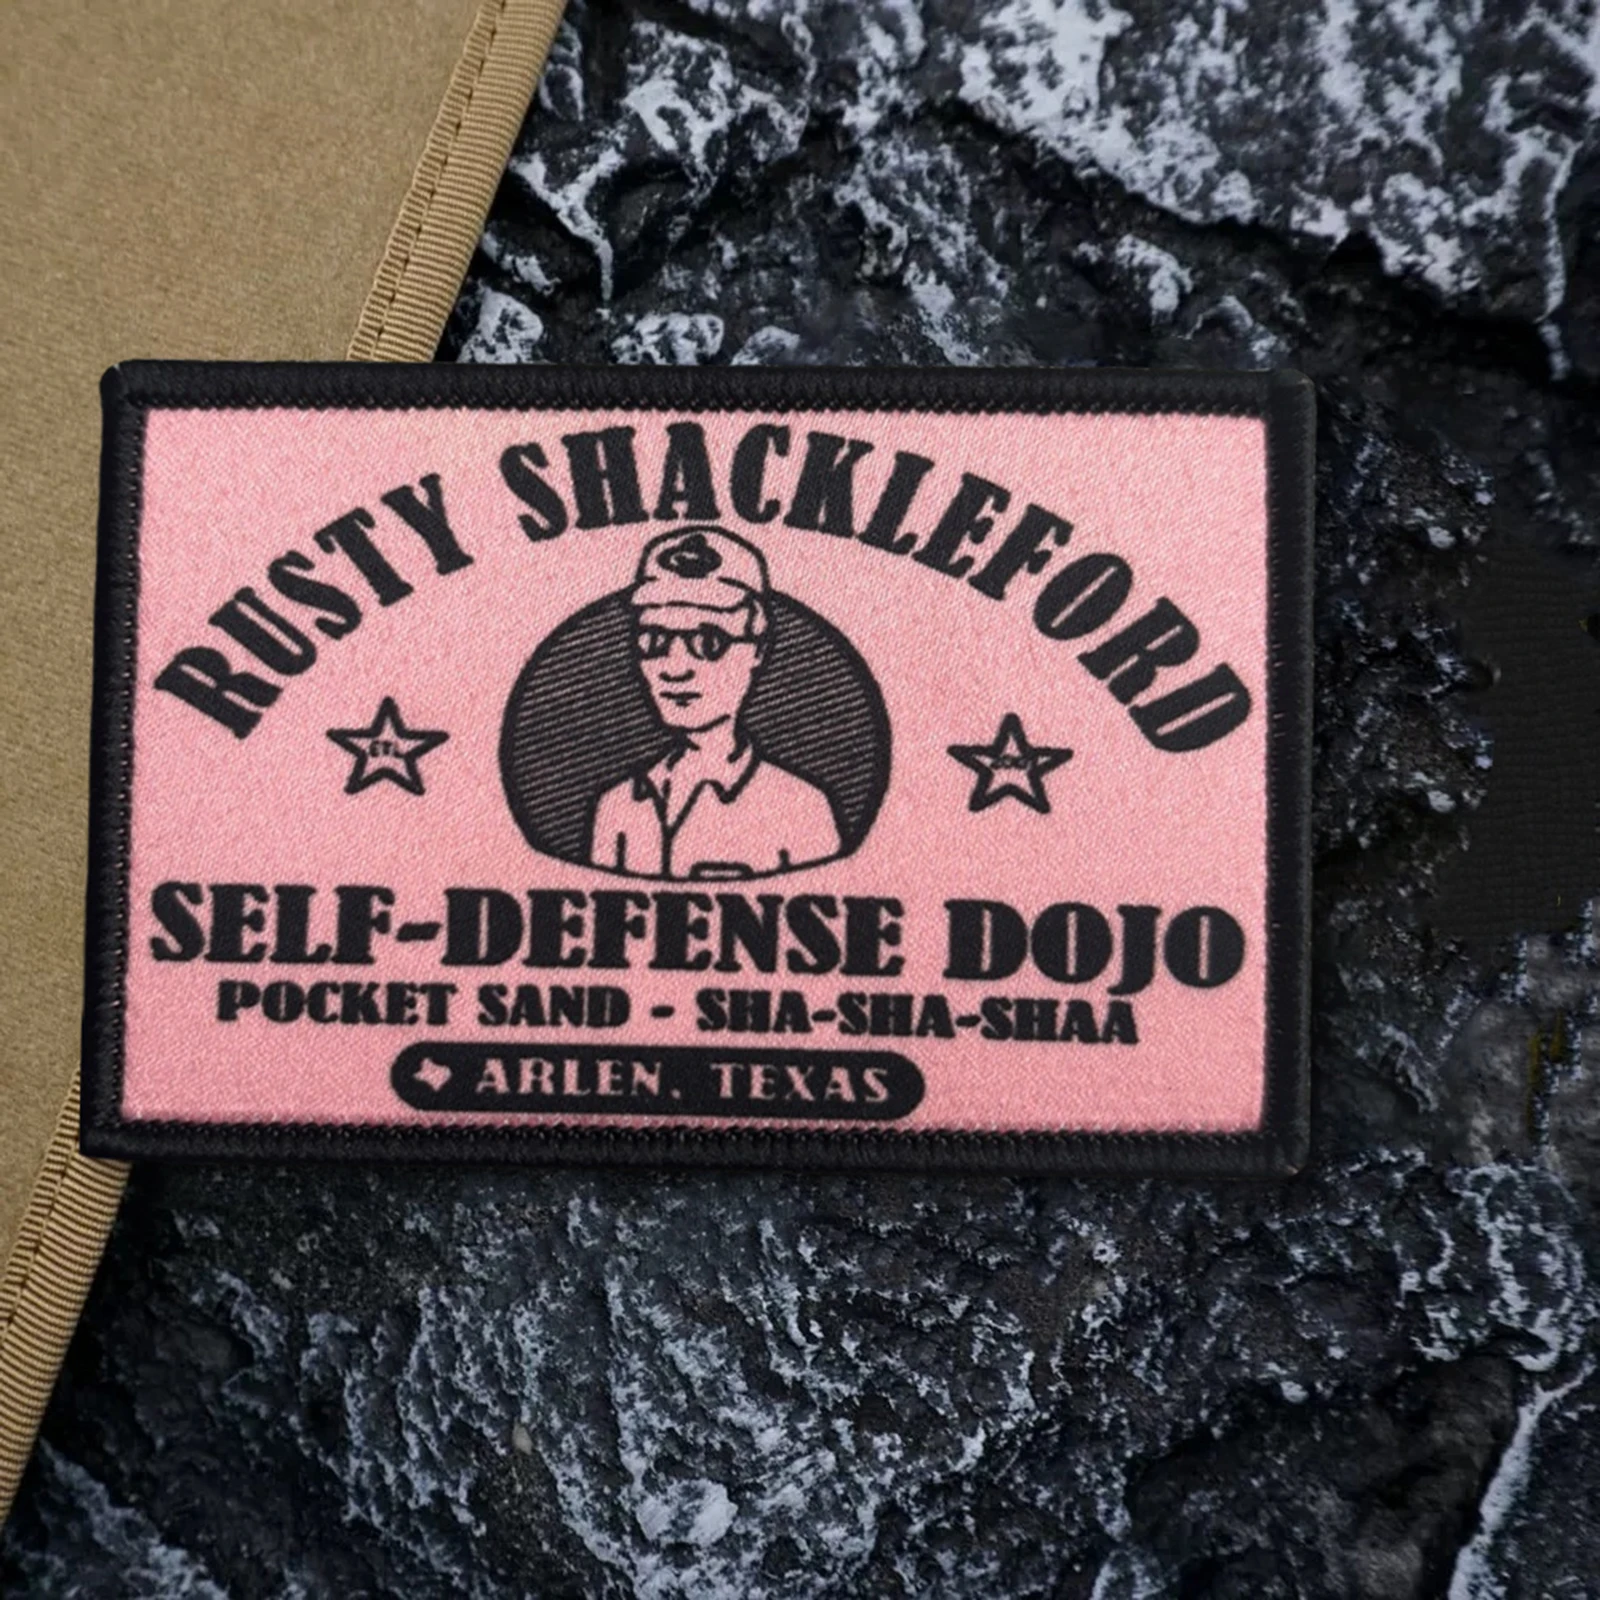 RUSTY SHACKLEFORD
SELF-DEFENSE DOJO
POCKET SAND - SHA-SHA-SHAA
ARLEN, TEXAS